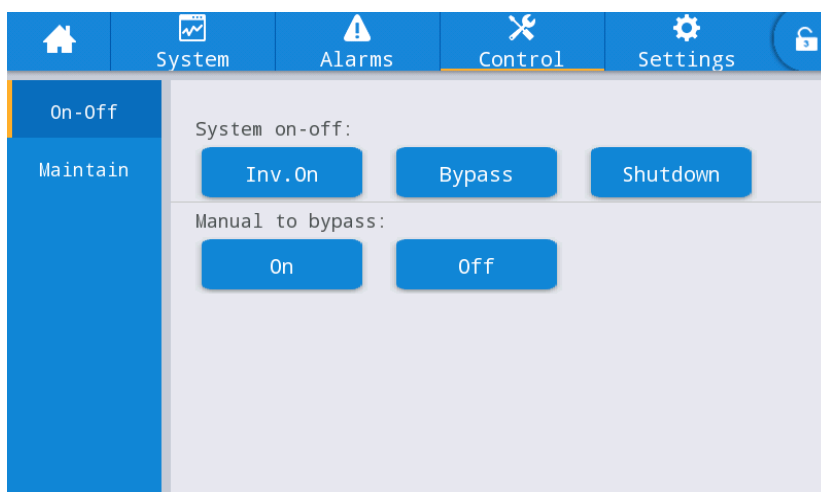 System Alarms Control Settings
3
On-Off
Maintain
System on-off:
Inv.On Bypass Shutdown
Manual to bypass:
On Off